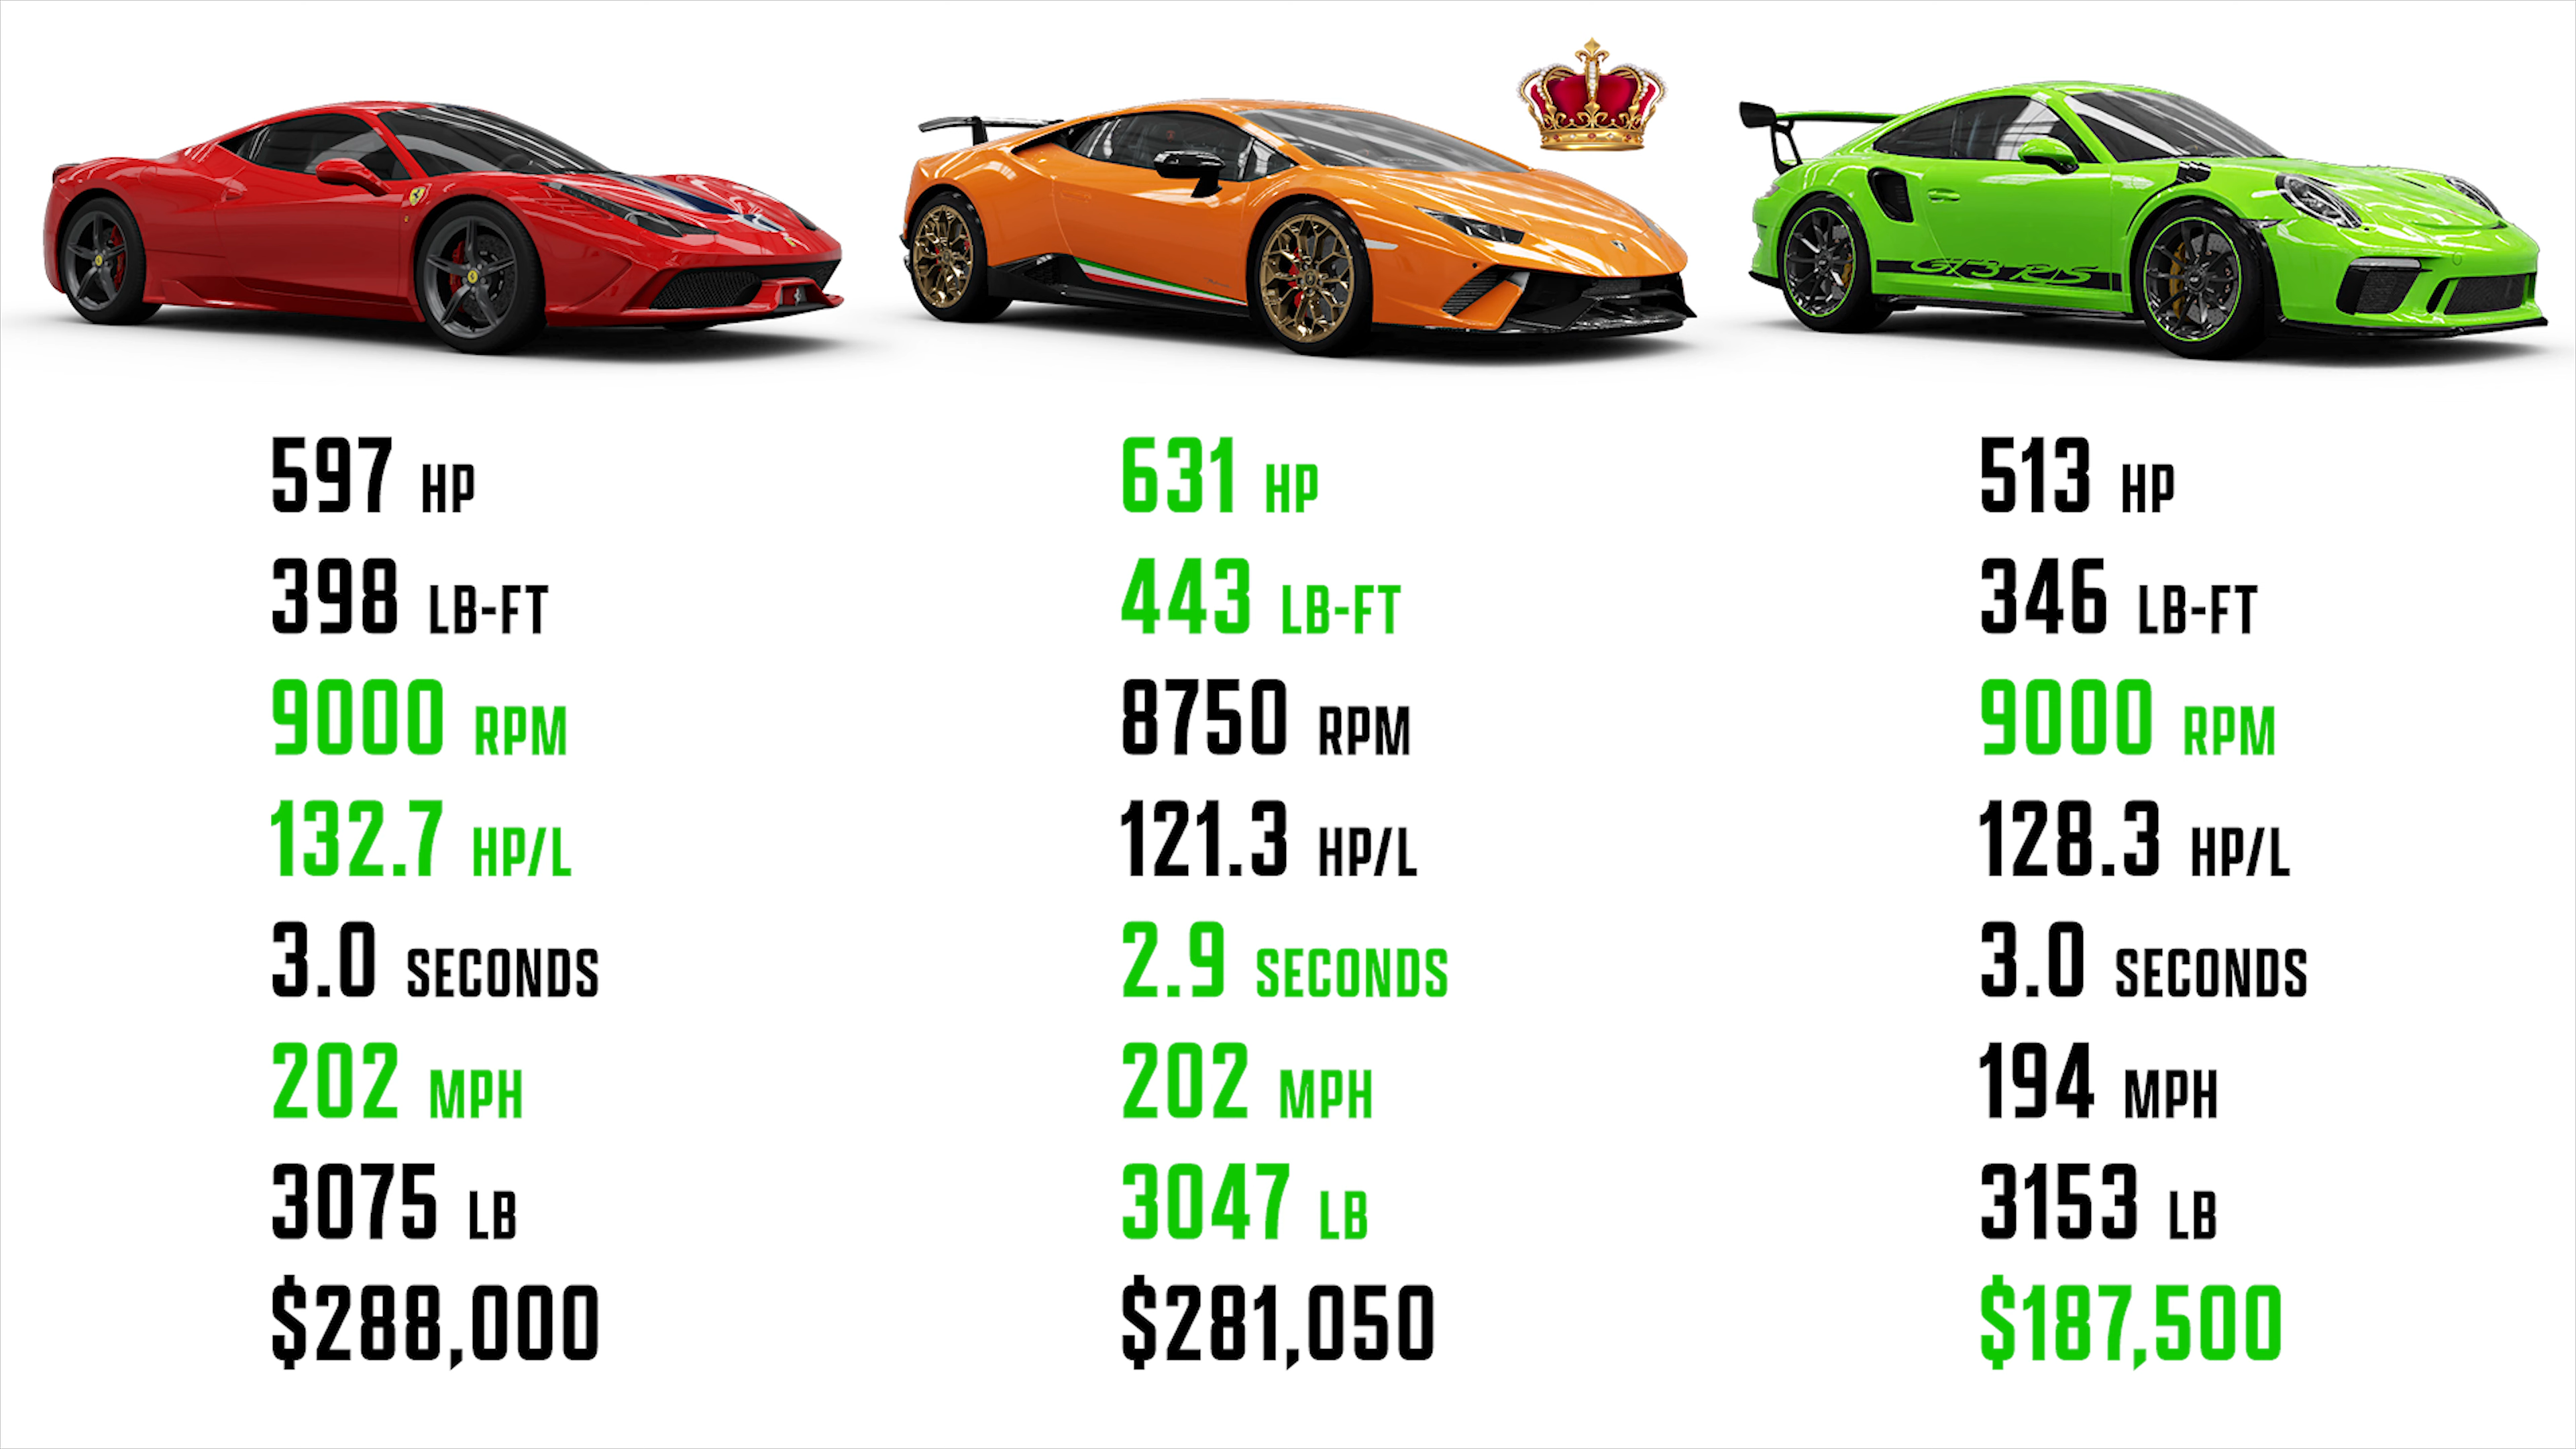 GT3 RS
597 HP 631 HP 513 HP
398 LB-FT 443 LB-FT 346 LB-FT
9000 RPM 8750 RPM 9000 RPM
132.7 HP/L 121.3 HP/L 128.3 HP/L
3.0 SECONDS 2.9 SECONDS 3.0 SECONDS
202 MPH 202 MPH 194 MPH
3075 LB 3047 LB 3153 LB
$288,000 $281,050 $187,500